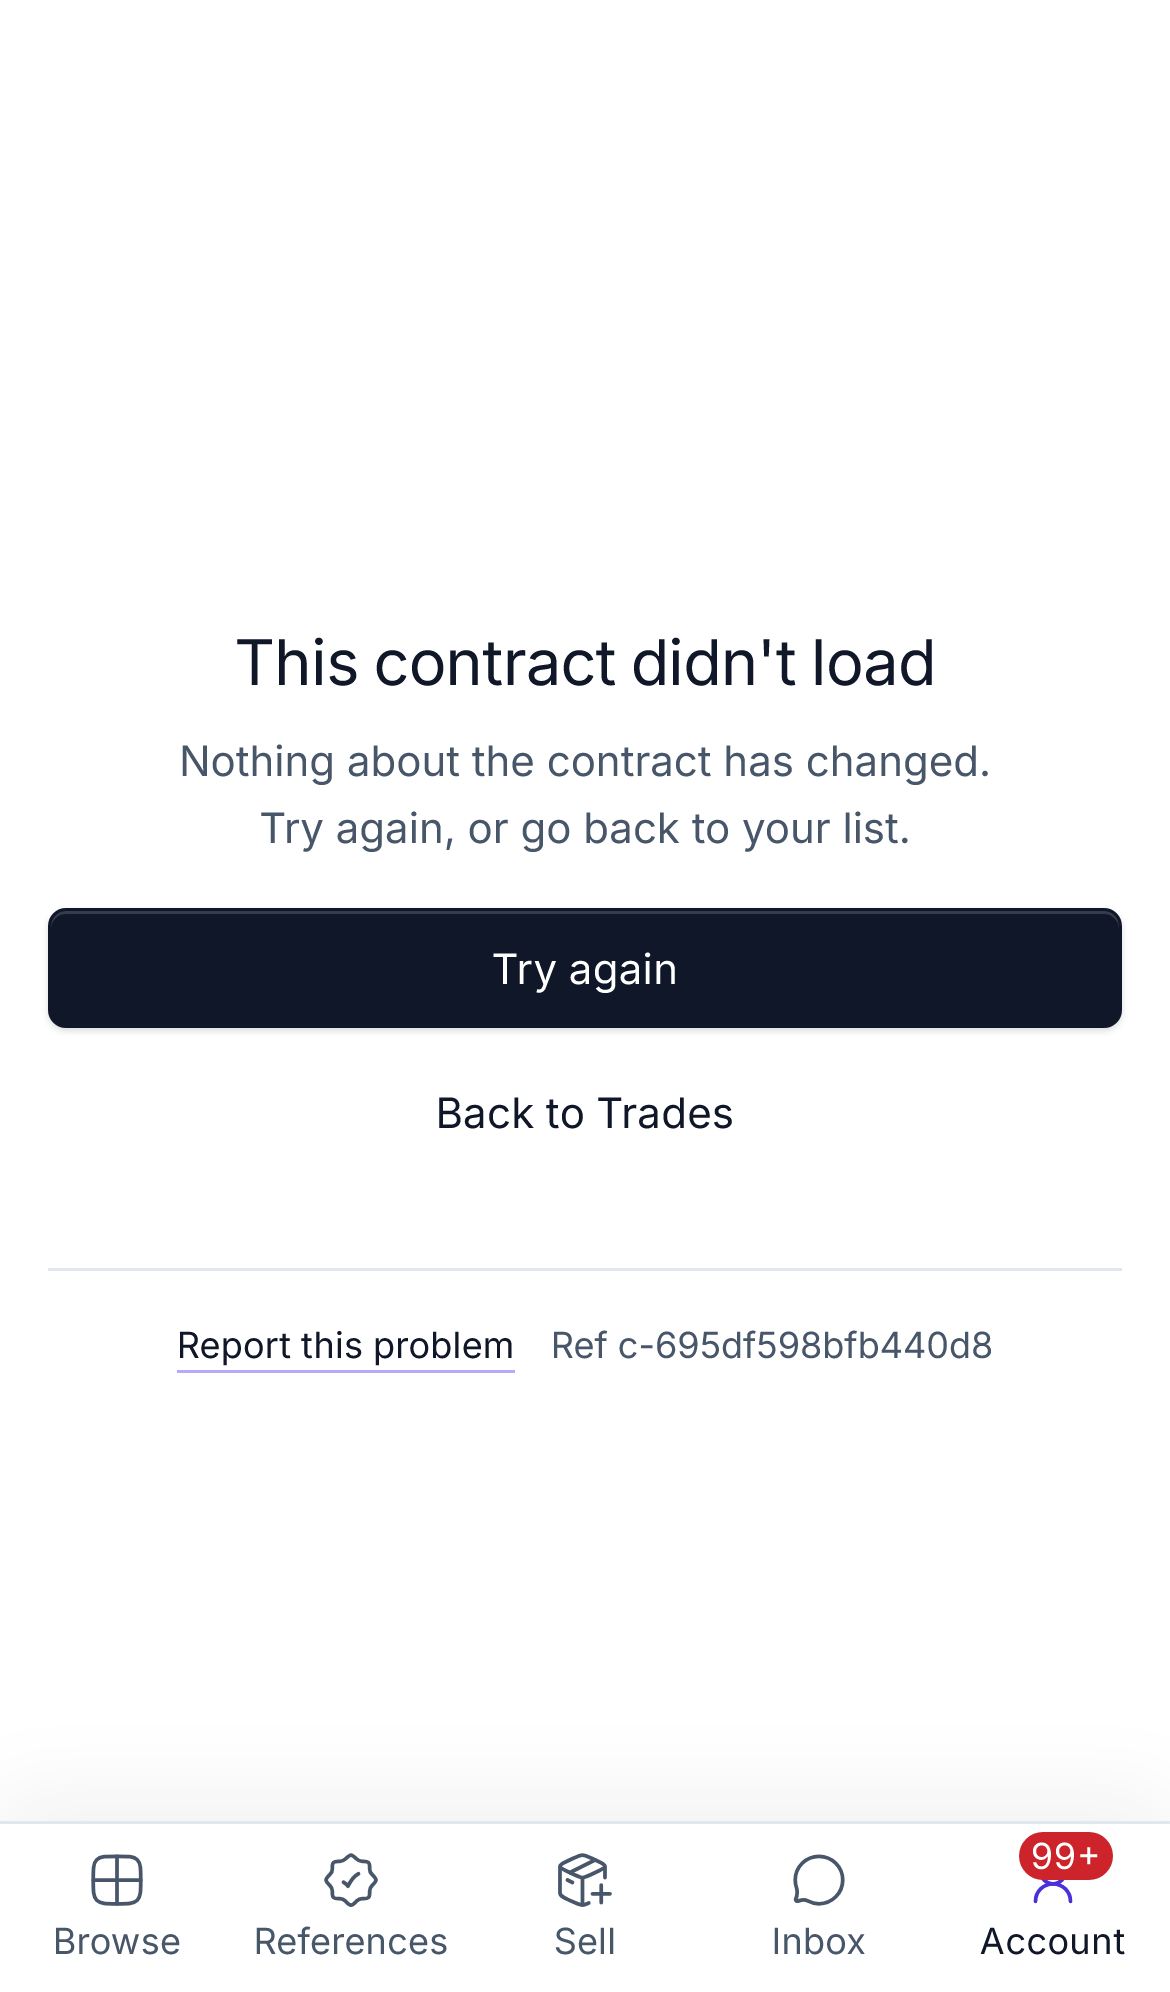 This contract didn't load
Nothing about the contract has changed.
Try again, or go back to your list.
Try again
Back to Trades
Report this problem Ref c-695df598bfb440d8
99+
Browse References Sell Inbox Account